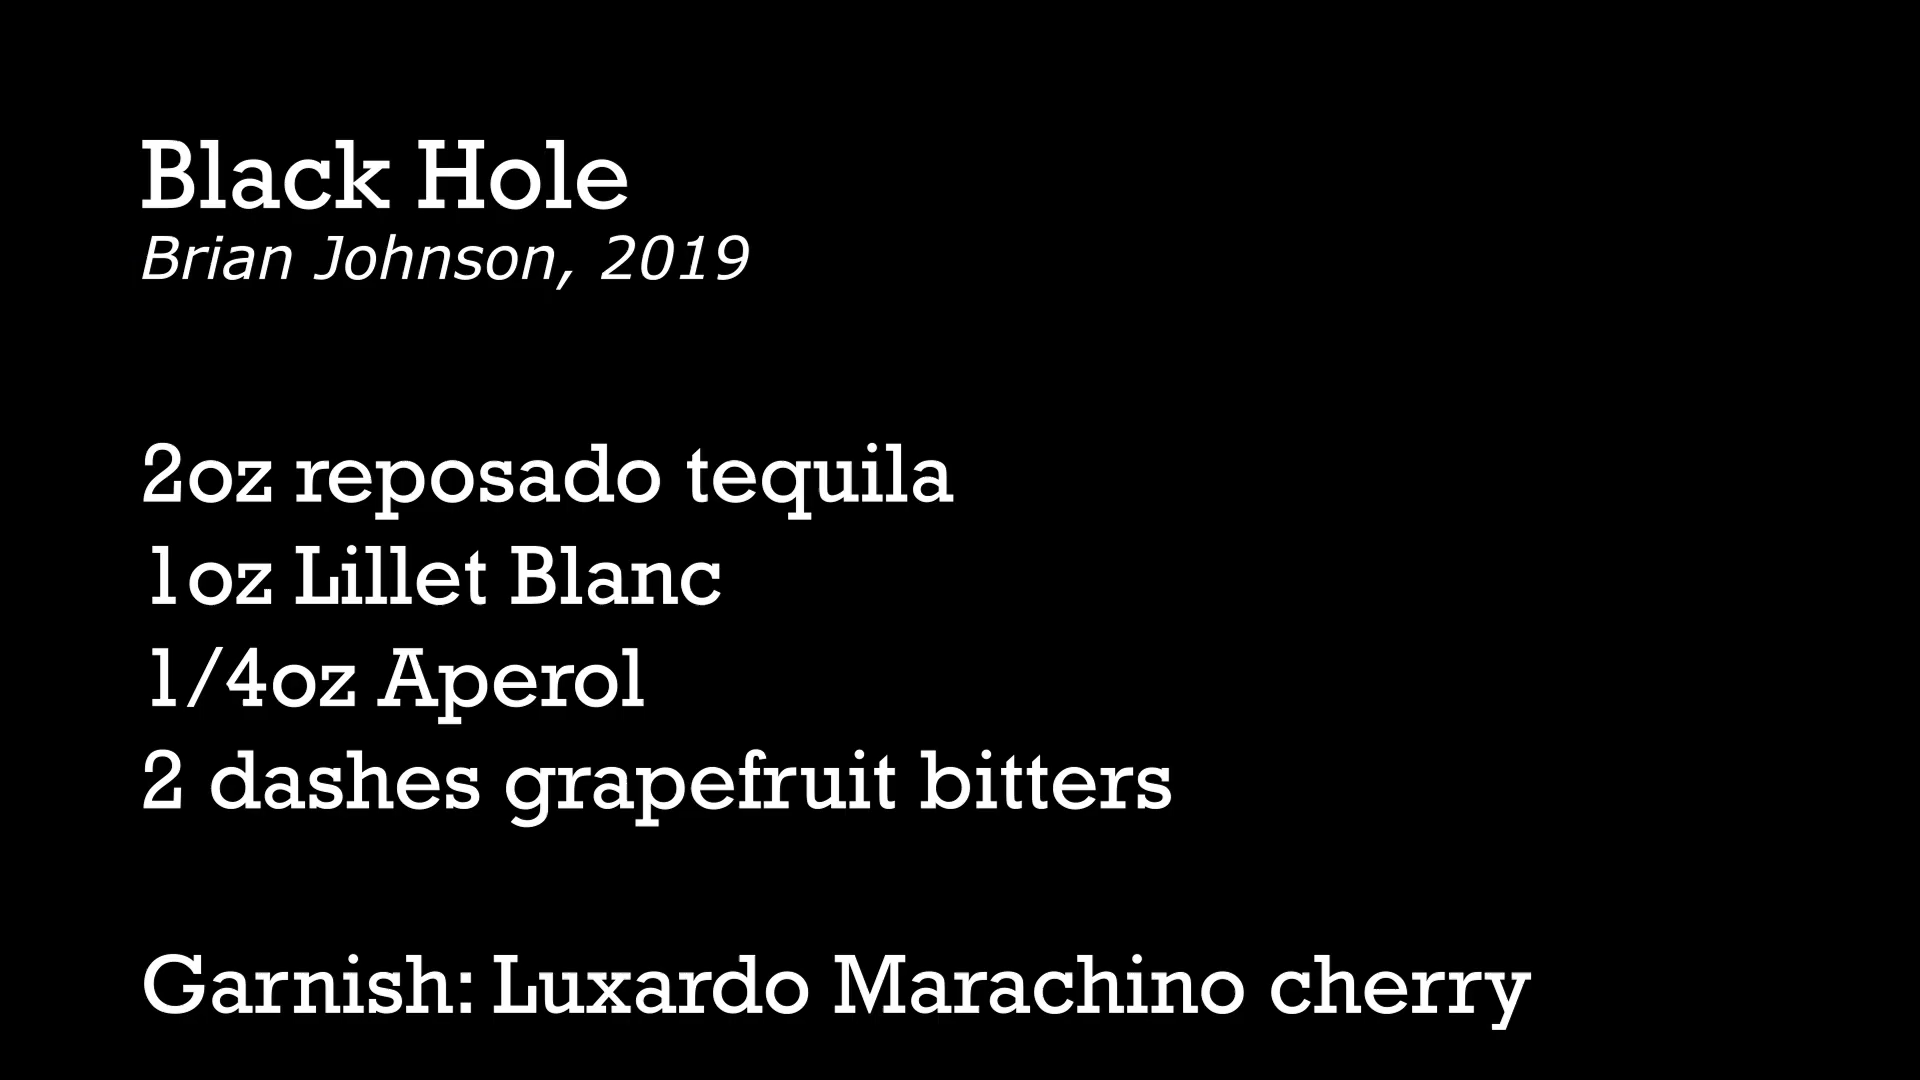 Black Hole
Brian Johnson, 2019
2oz reposado tequila
1oz Lillet Blanc
1/4oz Aperol
2 dashes grapefruit bitters
Garnish: Luxardo Marachino cherry